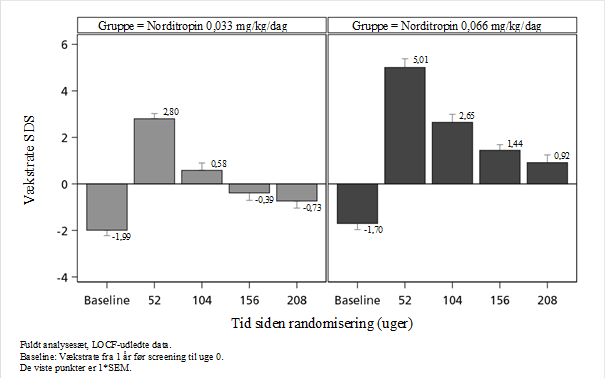 Gruppe = Norditropin 0,033 mg/kg/dag
Gruppe = Norditropin 0,066 mg/kg/dag
Vækstrate SDS
6
4
2
0
-2
-4
-1,99
2,80
0,58
-0,39
-0,73
-1,70
5,01
2,65
1,44
0,92
Baseline 52 104 156 208
Baseline 52 104 156 208
Tid siden randomisering (uger)
Fuldt analysesæt, LOCF-udledte data.
Baseline: Vækstrate fra 1 år før screening til uge 0.
De viste punkter er 1*SEM.